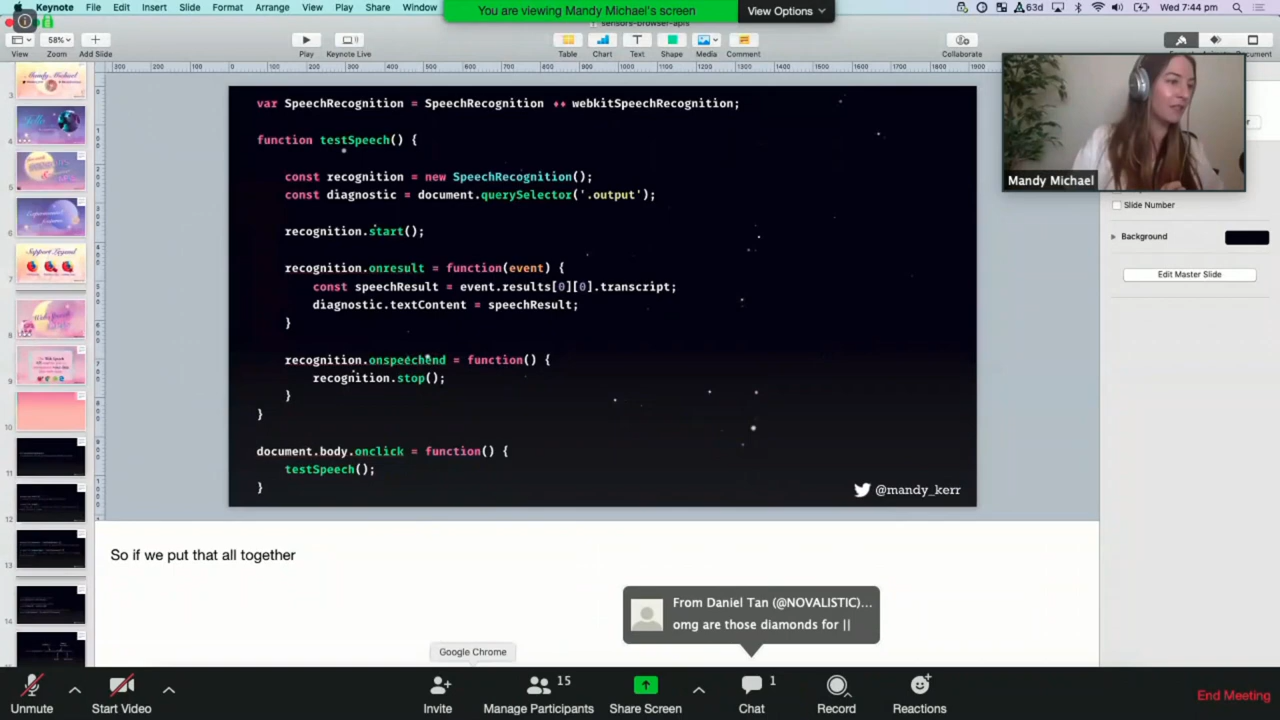 Keynote File Edit Insert Slide Format Arrange View Play Share Window
You are viewing Mandy Michael's screen
View Options
63d
Wed 7:44 pm
sensors-browser-apis
58%
View Zoom Add Slide
Play Keynote Live
Table Chart Text Shape Media Comment
Collaborate
var SpeechRecognition = SpeechRecognition ♦♦ webkitSpeechRecognition;
function testSpeech() {
const recognition = new SpeechRecognition();
const diagnostic = document.querySelector('.output');
recognition.start();
recognition.onresult = function(event) {
const speechResult = event.results[0][0].transcript;
diagnostic.textContent = speechResult;
}
recognition.onspeechend = function() {
recognition.stop();
}
}
document.body.onclick = function() {
testSpeech();
}
@mandy_kerr
Mandy Michael
Slide Number
Background
Edit Master Slide
So if we put that all together
From Daniel Tan (@NOVALISTIC)...
omg are those diamonds for ||
Google Chrome
Unmute
Start Video
Invite
15
Manage Participants
Share Screen
1
Chat
Record
Reactions
End Meeting